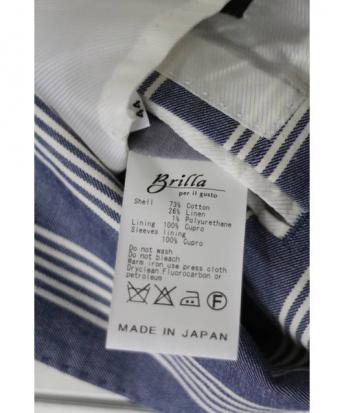 Brilla
per il gusto
Shell 73% Cotton
26% Linen
1% Polyurethane
Lining 100% Cupro
Sleeves lining
100% Cupro
Do not wash
Do not bleach
Warm iron use press cloth
Dryclean Fluorocarbon or
petroleum
F
MADE IN JAPAN